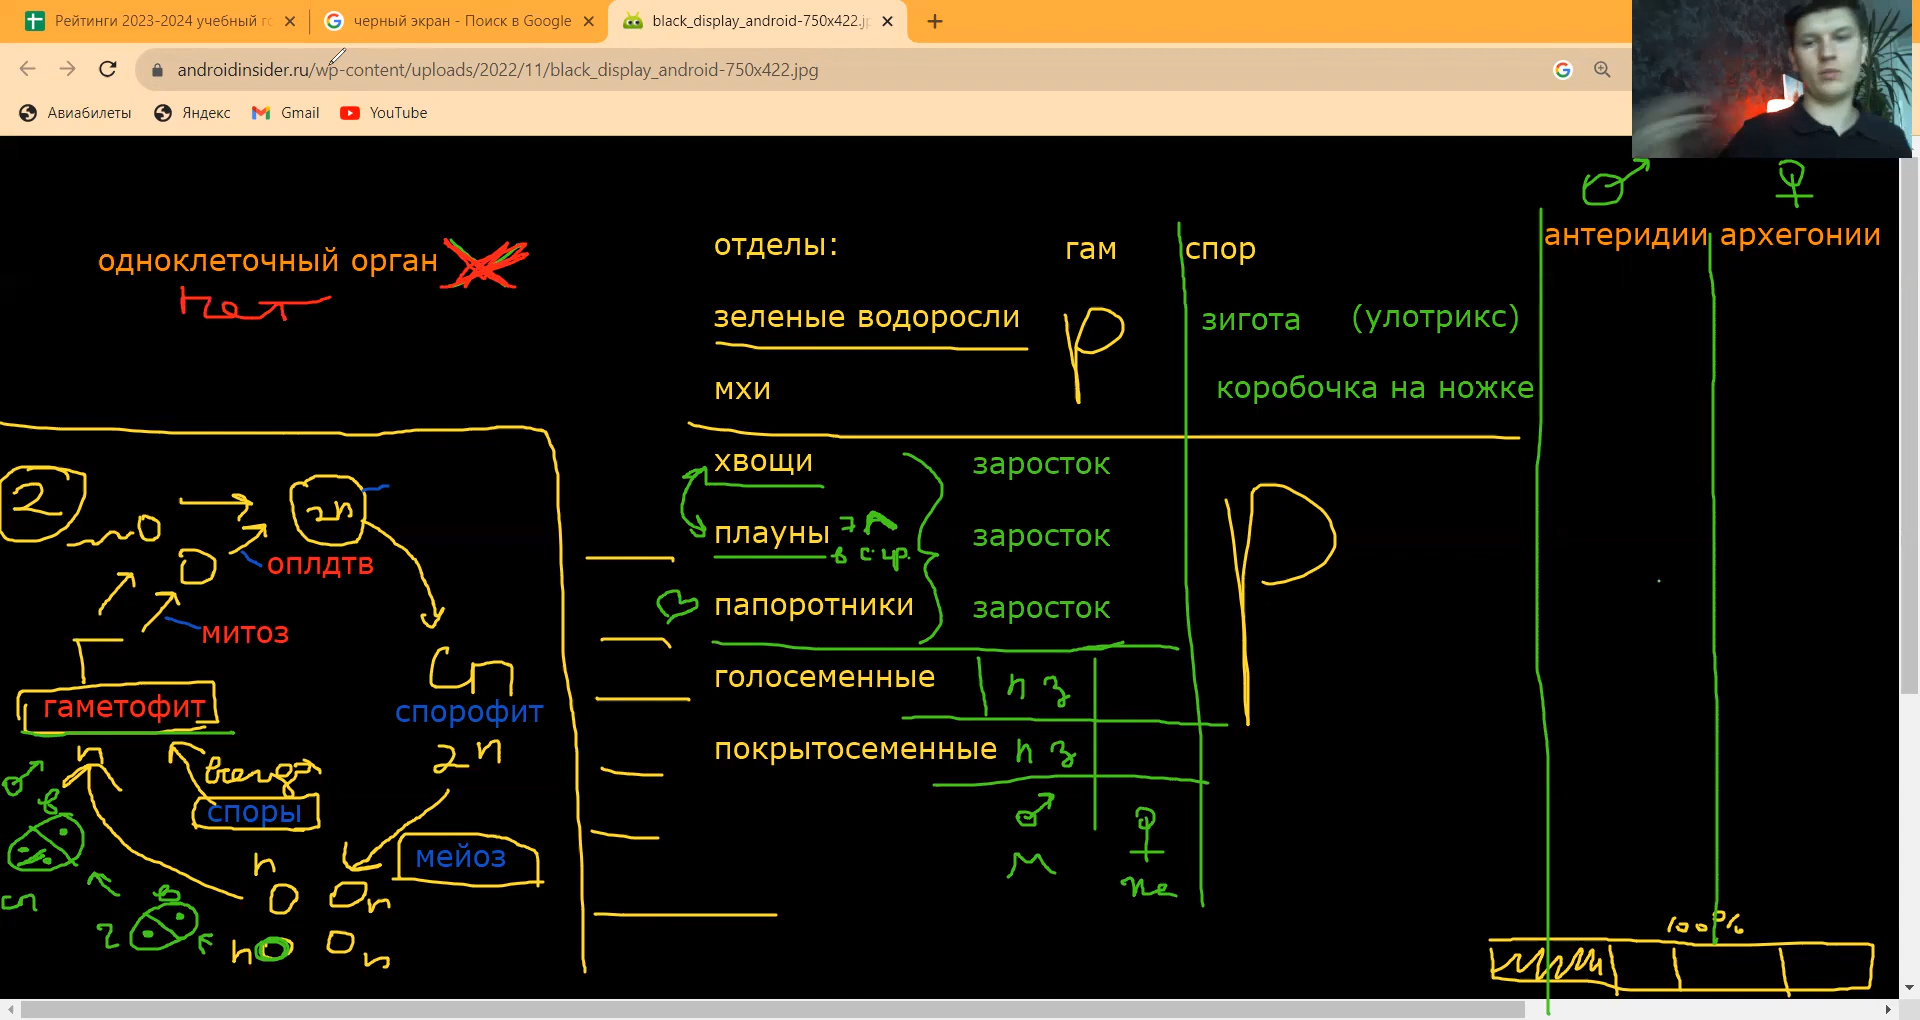 Рейтинги 2023-2024 учебный г
черный экран - Поиск в Google
black_display_android-750x422.j
androidinsider.ru/wp-content/uploads/2022/11/black_display_android-750x422.jpg
Авиабилеты
Яндекс
Gmail
YouTube
одноклеточный орган
нет
отделы:
гам
спор
антеридии
архегонии
зеленые водоросли
Р
зигота
(улотрикс)
мхи
коробочка на ножке
хвощи
заросток
Р
плауны
заросток
папоротники
заросток
голосеменные
п з
покрытосеменные
п з
М
2
2n
оплдтв
митоз
гаметофит
n
Сп
спорофит
2n
споры
мейоз
n
n
n
n
в
сп
в
г
100%